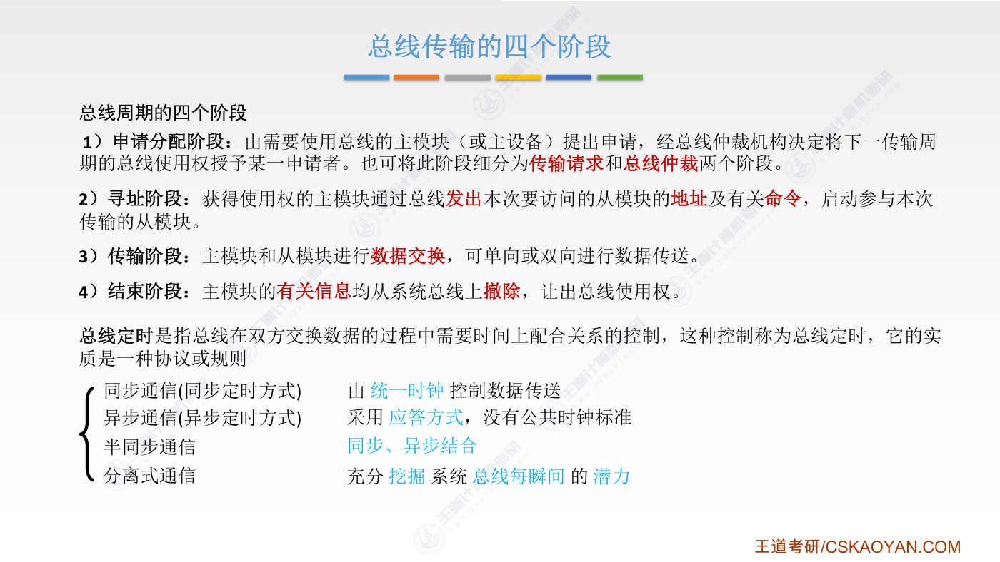 总线传输的四个阶段
总线周期的四个阶段
1）申请分配阶段：由需要使用总线的主模块（或主设备）提出申请，经总线仲裁机构决定将下一传输周
期的总线使用权授予某一申请者。也可将此阶段细分为传输请求和总线仲裁两个阶段。
2）寻址阶段：获得使用权的主模块通过总线发出本次要访问的从模块的地址及有关命令，启动参与本次
传输的从模块。
3）传输阶段：主模块和从模块进行数据交换，可单向或双向进行数据传送。
4）结束阶段：主模块的有关信息均从系统总线上撤除，让出总线使用权。
总线定时是指总线在双方交换数据的过程中需要时间上配合关系的控制，这种控制称为总线定时，它的实
质是一种协议或规则
同步通信(同步定时方式) 由 统一时钟 控制数据传送
异步通信(异步定时方式) 采用 应答方式，没有公共时钟标准
半同步通信 同步、异步结合
分离式通信 充分 挖掘 系统 总线每瞬间 的 潜力
王道考研/CSKAOYAN.COM